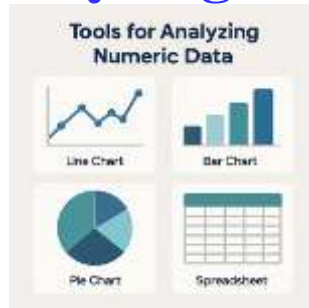 Tools for Analyzing
Numeric Data
Line Chart
Bar Chart
Pie Chart
Spreadsheet